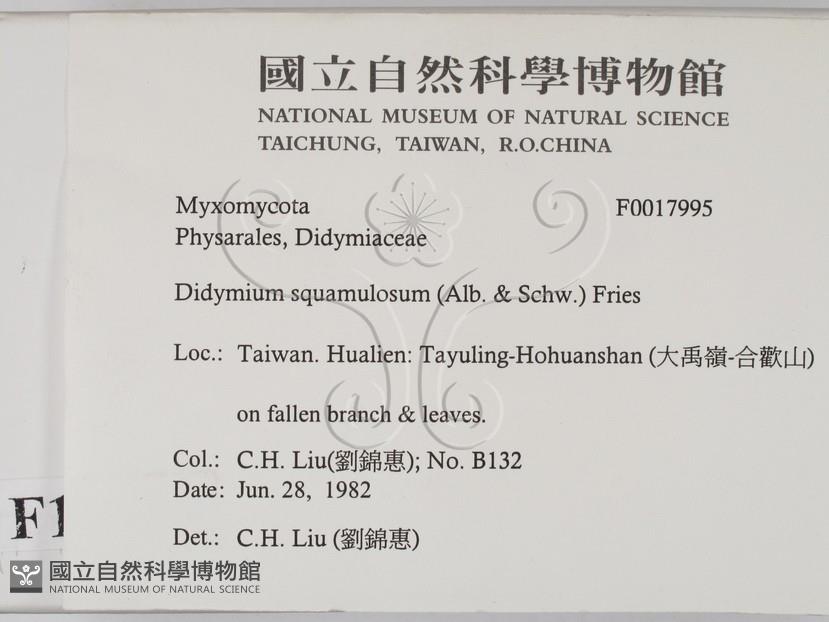 國立自然科學博物館
NATIONAL MUSEUM OF NATURAL SCIENCE
TAICHUNG, TAIWAN, R.O.CHINA
Myxomycota F0017995
Physarales, Didymiaceae
Didymium squamulosum (Alb. & Schw.) Fries
Loc.: Taiwan. Hualien: Tayuling-Hohuanshan (大禹嶺-合歡山)
on fallen branch & leaves.
Col.: C.H. Liu(劉錦惠); No. B132
Date: Jun. 28, 1982
Det.: C.H. Liu (劉錦惠)
F1
國立自然科學博物館
NATIONAL MUSEUM OF NATURAL SCIENCE